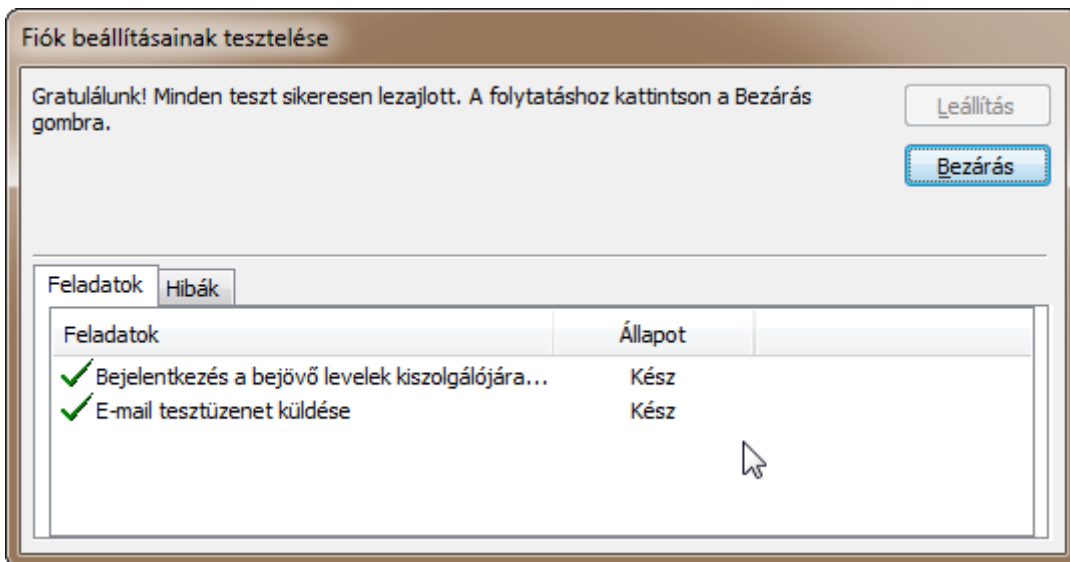 Fiók beállításainak tesztelése
Gratulálunk! Minden teszt sikeresen lezajlott. A folytatáshoz kattintson a Bezárás
gombra.
Leállítás
Bezárás
Feladatok Hibák
Feladatok Állapot
Bejelentkezés a bejövő levelek kiszolgálójára... Kész
E-mail tesztüzenet küldése Kész